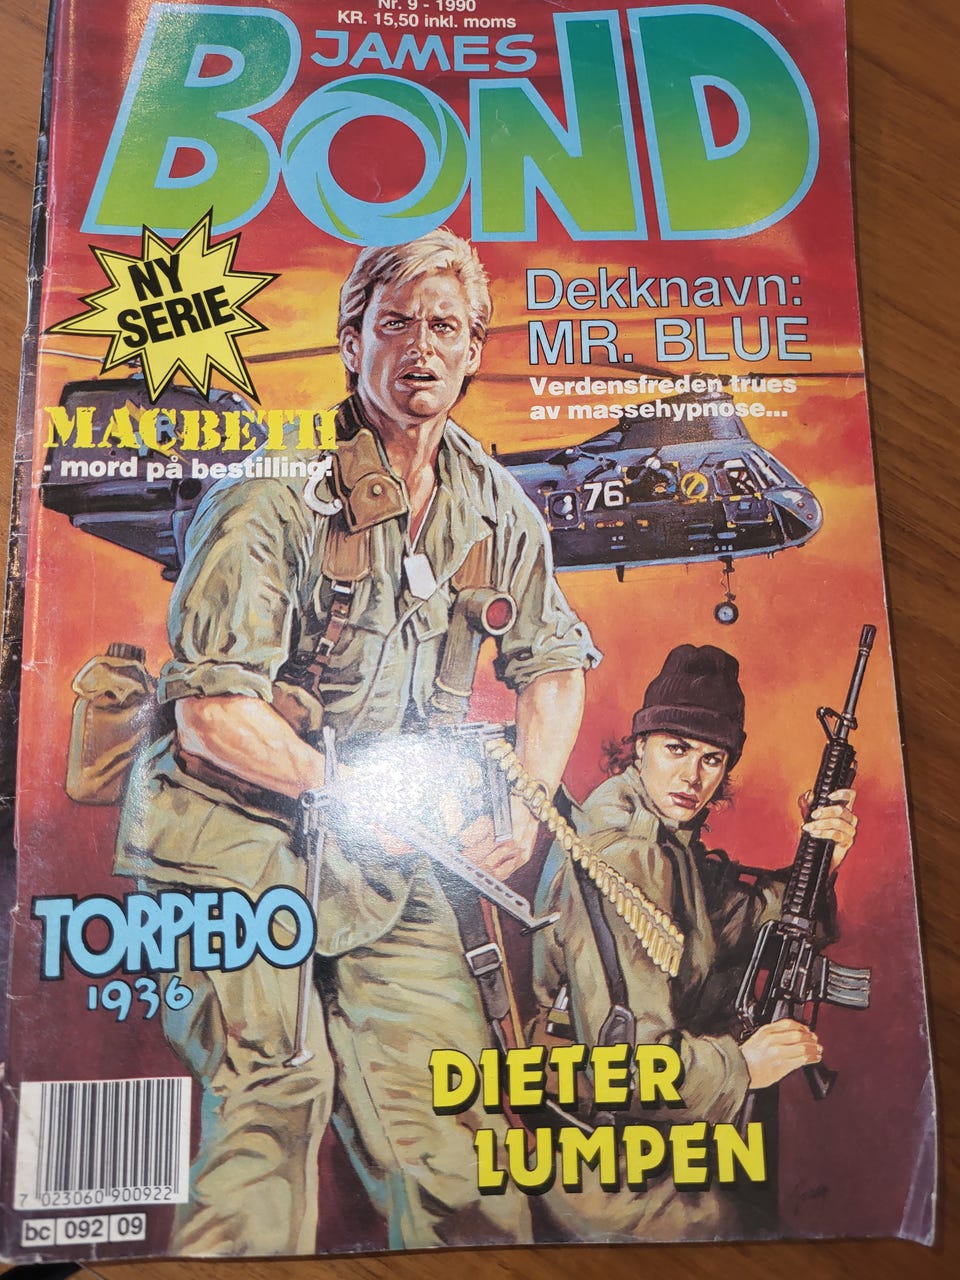 Nr. 9 - 1990
KR. 15,50 inkl. moms
JAMES
BOND
NY
SERIE
Dekknavn:
MR. BLUE
Verdensfreden trues
av massehypnose...
MACBETH
- mord på bestilling!
76
TORPEDO
1936
DIETER
LUMPEN
7 023060 900922
bc 092 09